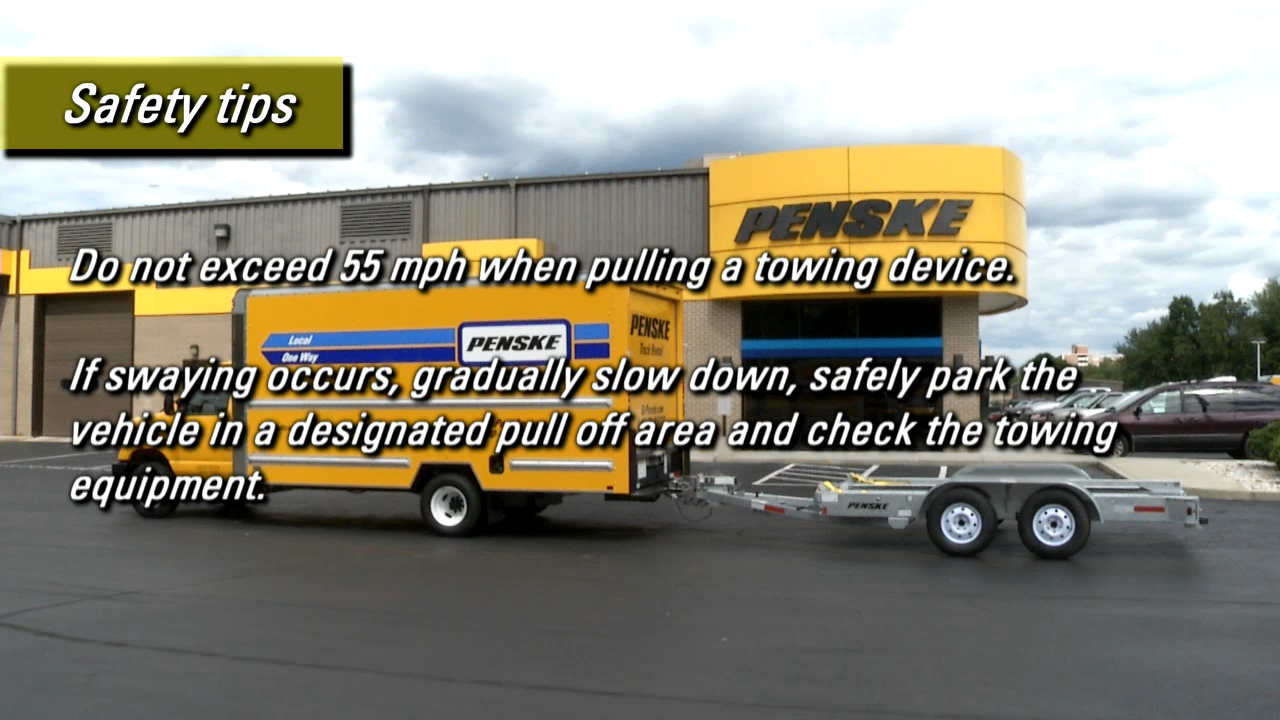 Safety tips
PENSKE
Do not exceed 55 mph when pulling a towing device.
Local
One Way
PENSKE
PENSKE
Truck Rental
If swaying occurs, gradually slow down, safely park the
vehicle in a designated pull off area and check the towing
equipment.
PENSKE